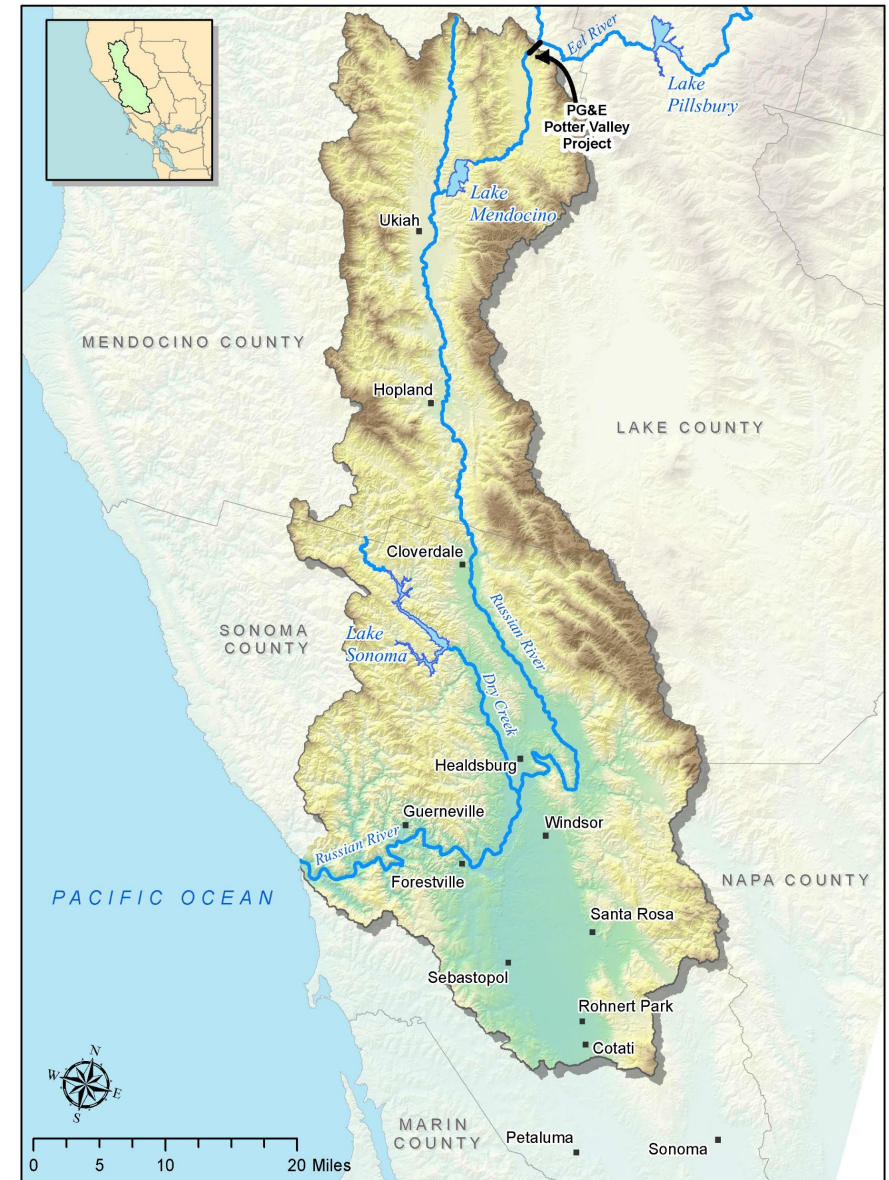 Eel River
Lake
Pillsbury
PG&E
Potter Valley
Project
Lake
Mendocino
Ukiah
MENDOCINO COUNTY
Hopland
LAKE COUNTY
Cloverdale
Russian River
SONOMA
COUNTY
Lake
Sonoma
Dry Creek
Healdsburg
Guerneville
Windsor
Russian River
Forestville
NAPA COUNTY
PACIFIC OCEAN
Santa Rosa
Sebastopol
Rohnert Park
Cotati
N
W
E
S
MARIN
COUNTY
Petaluma
Sonoma
0 5 10 20 Miles